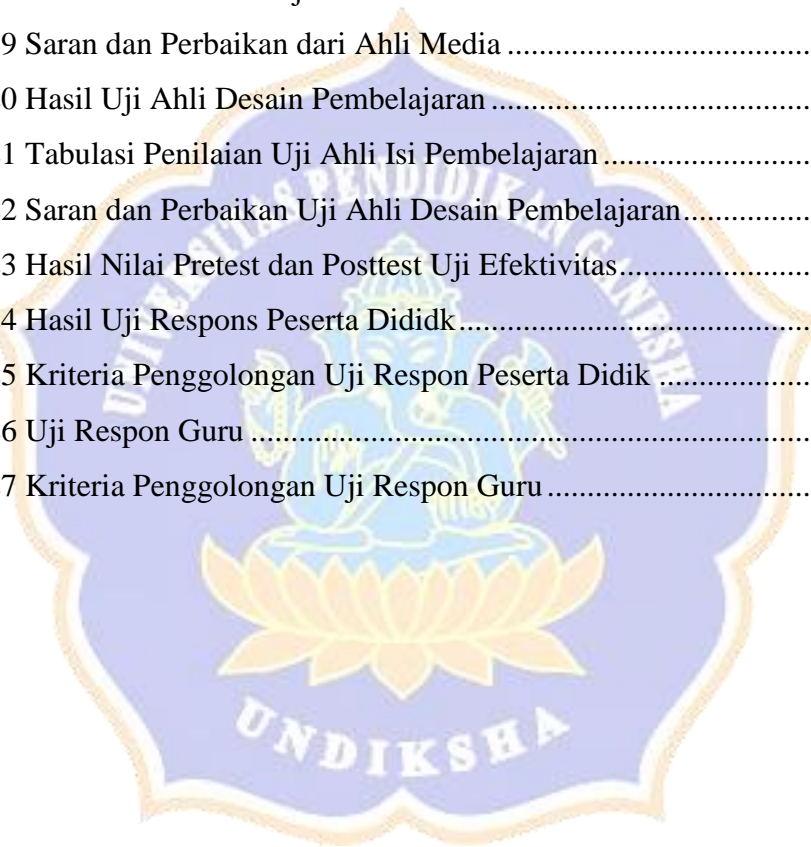 9 Saran dan Perbaikan dari Ahli Media ....................................
0 Hasil Uji Ahli Desain Pembelajaran ......................................
1 Tabulasi Penilaian Uji Ahli Isi Pembelajaran .........................
2 Saran dan Perbaikan Uji Ahli Desain Pembelajaran...............
3 Hasil Nilai Pretest dan Posttest Uji Efektivitas.......................
4 Hasil Uji Respons Peserta Dididk..........................................
5 Kriteria Penggolongan Uji Respon Peserta Didik ..................
6 Uji Respon Guru ....................................................................
7 Kriteria Penggolongan Uji Respon Guru ...............................
UNIVERSITAS PENDIDIKAN GANESHA
UNDIKSHA